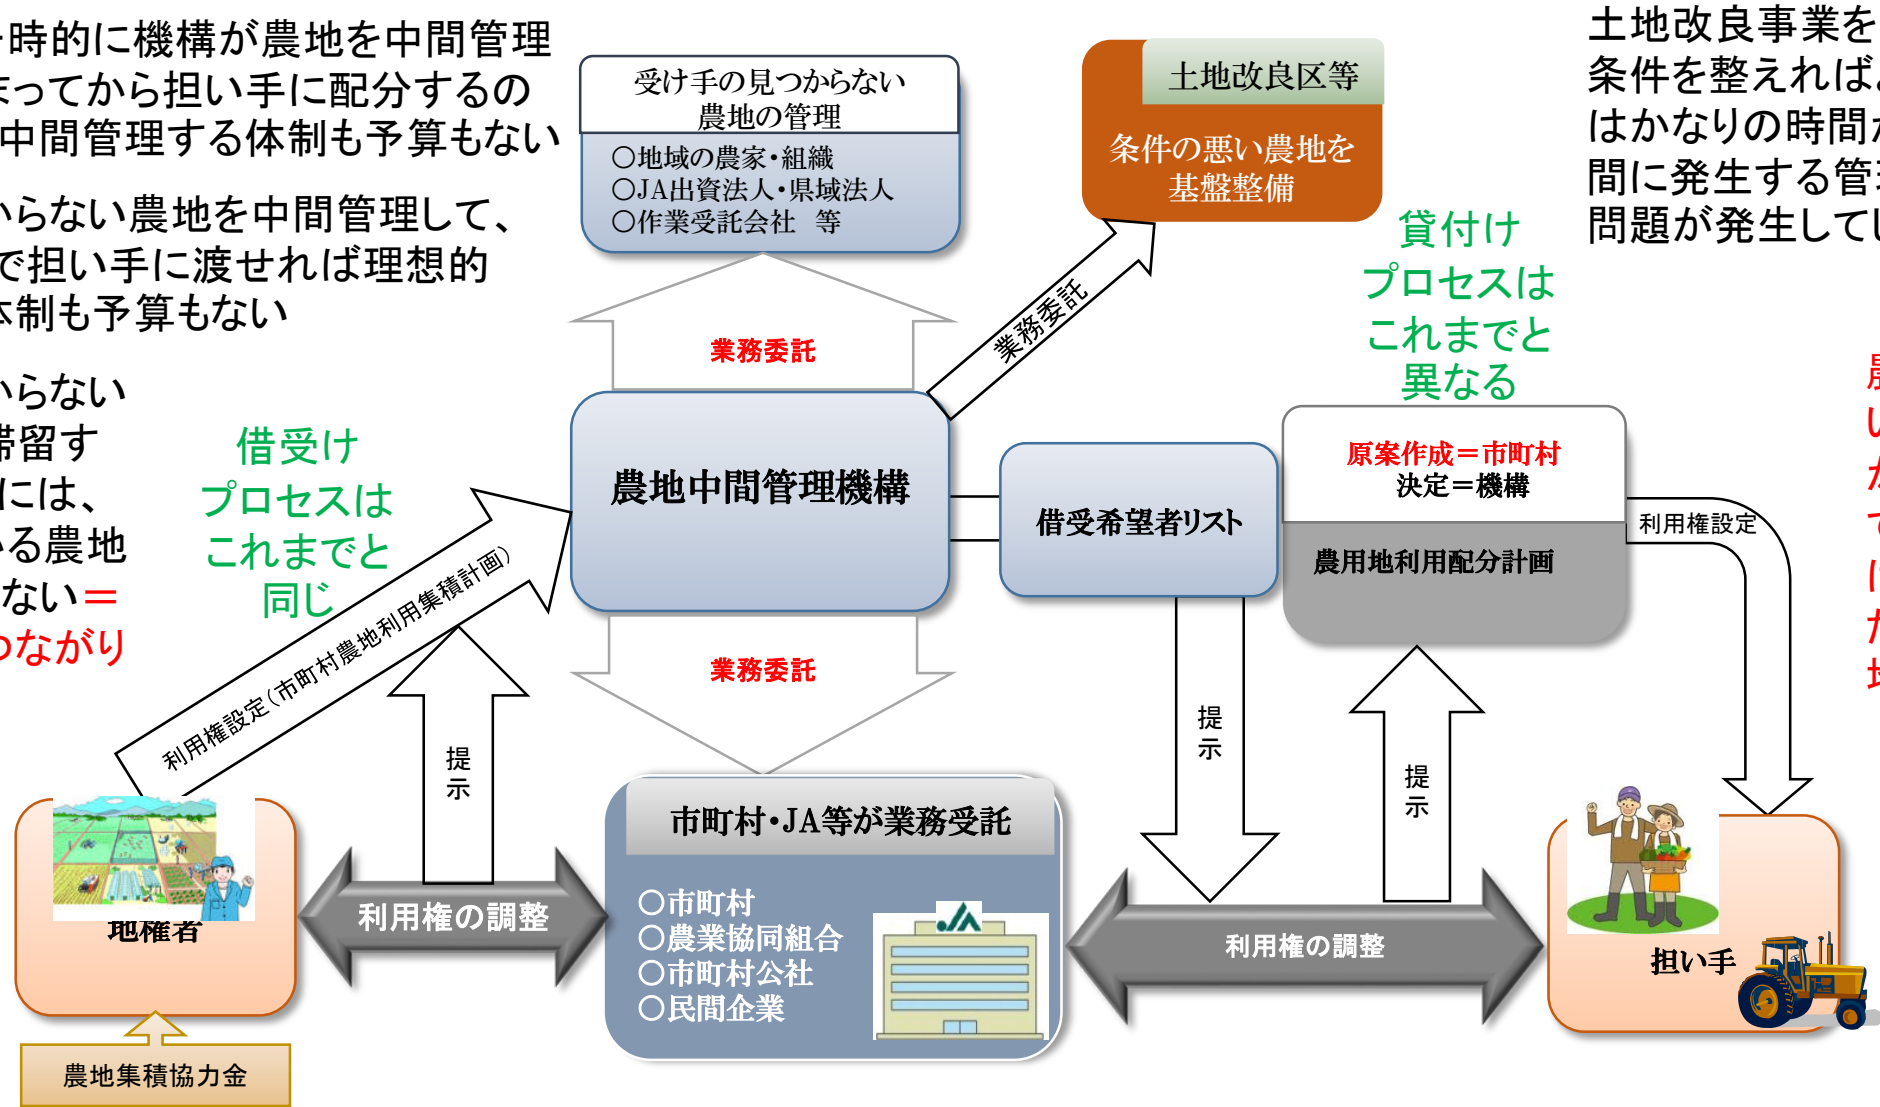 時的に機構が農地を中間管理
まってから担い手に配分するの
中間管理する体制も予算もない
からない農地を中間管理して、
で担い手に渡せれば理想的
体制も予算もない
からない
滞留す
には、
いる農地
ない＝
つながり
借受け
プロセスは
これまでと
同じ
受け手の見つからない
農地の管理
○地域の農家・組織
○JA出資法人・県域法人
○作業受託会社　等
土地改良区等
条件の悪い農地を
基盤整備
土地改良事業を
条件を整えればよ
はかなりの時間が
間に発生する管理
問題が発生してし
貸付け
プロセスは
これまでと
異なる
業務委託
業務委託
農地中間管理機構
借受希望者リスト
原案作成＝市町村
決定＝機構
農用地利用配分計画
利用権設定
農
い
か
て
は
た
地
利用権設定（市町村農地利用集積計画）
業務委託
提示
提示
提示
地権者
利用権の調整
市町村・JA等が業務受託
○市町村
○農業協同組合
○市町村公社
○民間企業
JA
利用権の調整
担い手
農地集積協力金